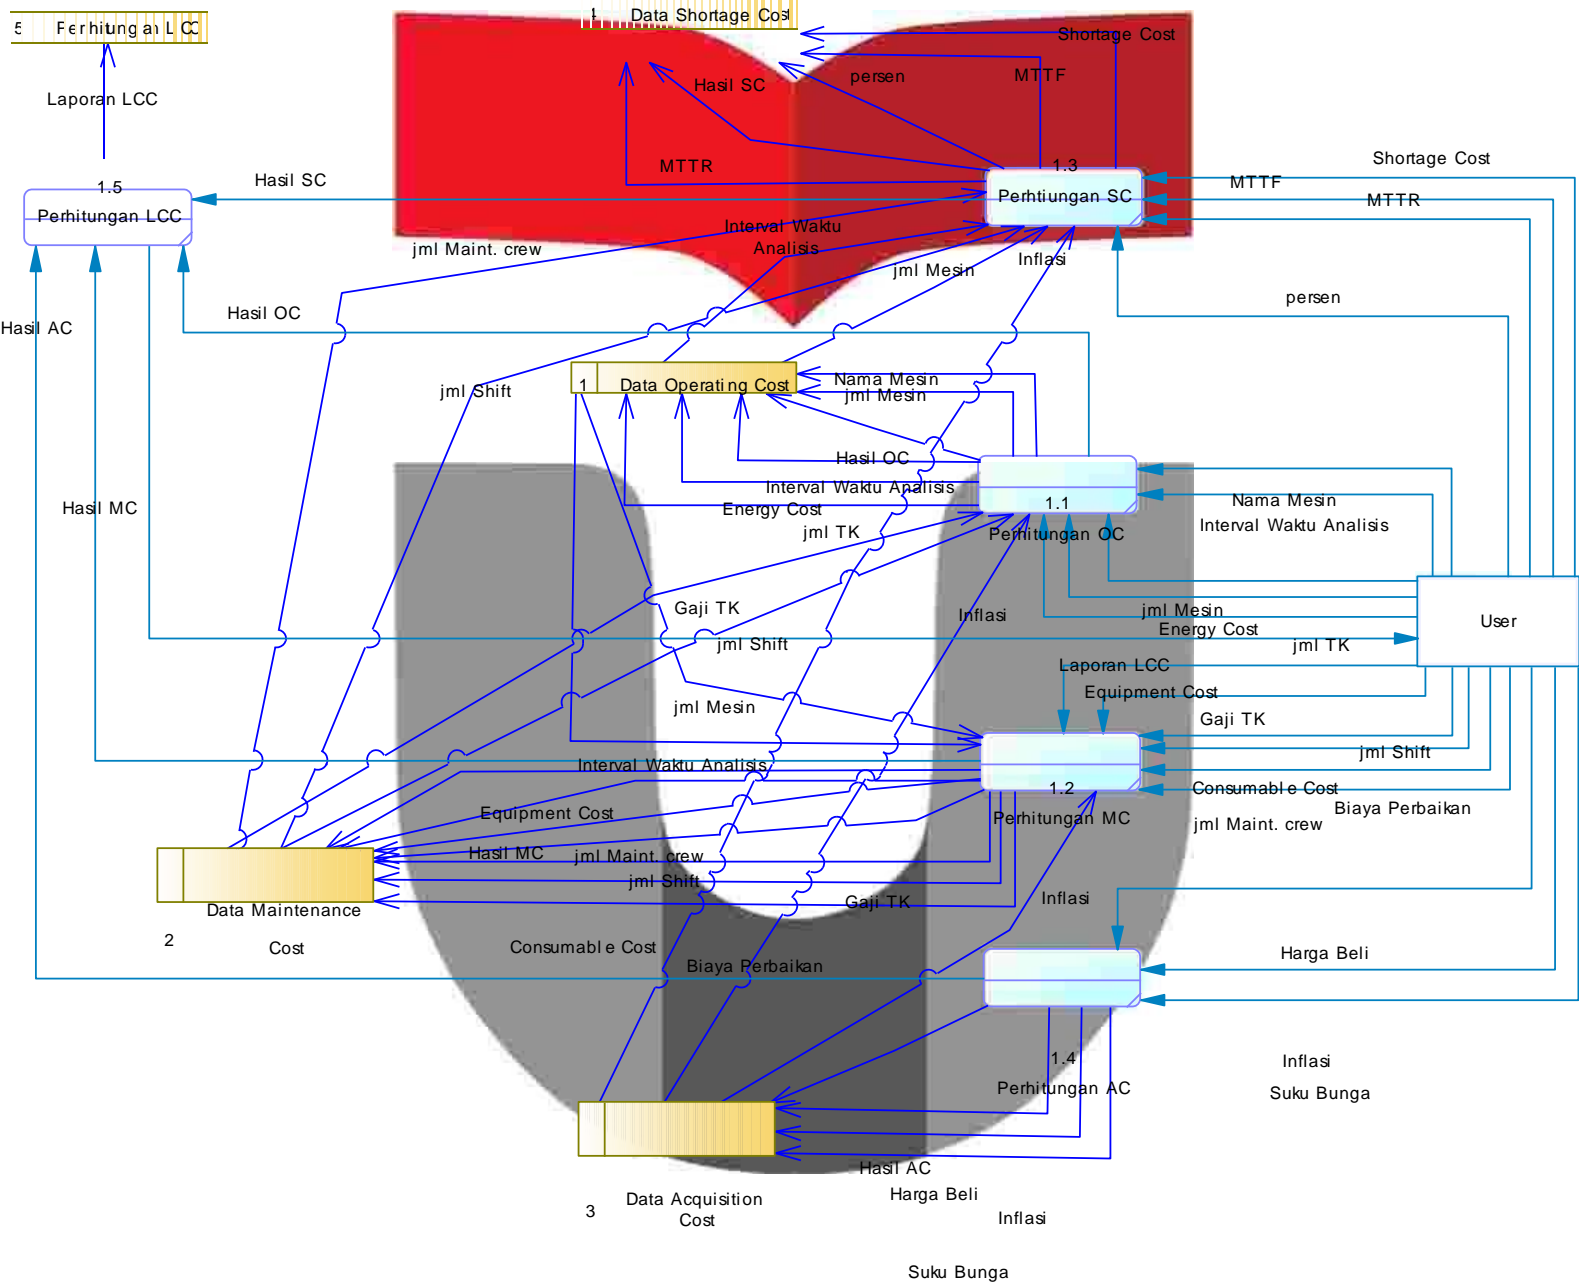 4 Data Shortage Cost
5 Perhitungan LCC
Shortage Cost
MTTF
persen
Hasil SC
Laporan LCC
MTTR
1.3
Perhtiungan SC
Shortage Cost
MTTF
MTTR
1.5
Perhitungan LCC
Hasil SC
Interval Waktu
Analisis
jml Maint. crew
Inflasi
jml Mesin
persen
Hasil OC
Hasil AC
1 Data Operating Cost
Nama Mesin
jml Mesin
jml Shift
Hasil OC
Interval Waktu Analisis
Energy Cost
jml TK
Hasil MC
1.1
Perhitungan OC
Nama Mesin
Interval Waktu Analisis
Gaji TK
Inflasi
jml Shift
jml Mesin
Energy Cost
jml TK
User
Laporan LCC
Equipment Cost
Gaji TK
jml Mesin
jml Shift
Interval Waktu Analisis
1.2
Perhitungan MC
Consumable Cost
Biaya Perbaikan
jml Maint. crew
Equipment Cost
Hasil MC
jml Maint. crew
jml Shift
Gaji TK
Inflasi
Data Maintenance
2
Cost
Consumable Cost
Biaya Perbaikan
Harga Beli
1.4
Perhitungan AC
Inflasi
Suku Bunga
Hasil AC
Harga Beli
Data Acquisition
3
Cost
Inflasi
Suku Bunga